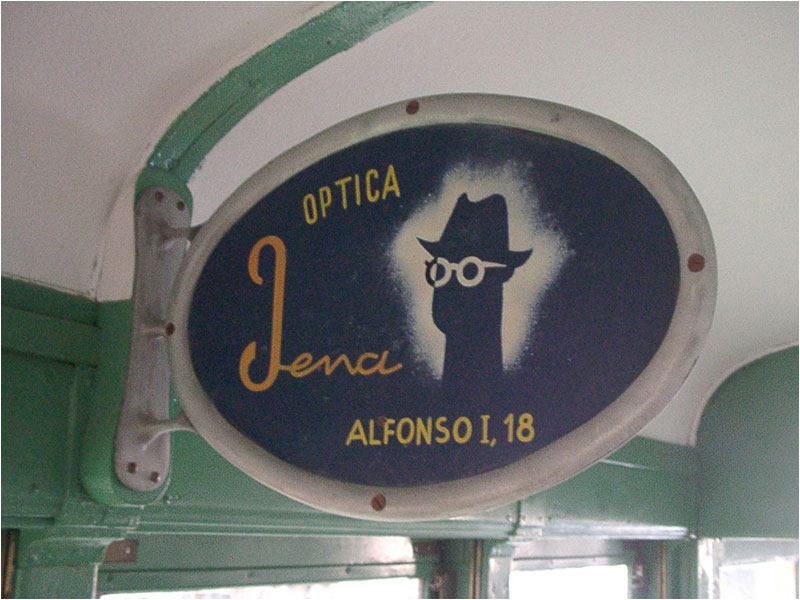 OPTICA
Jena
ALFONSO I, 18